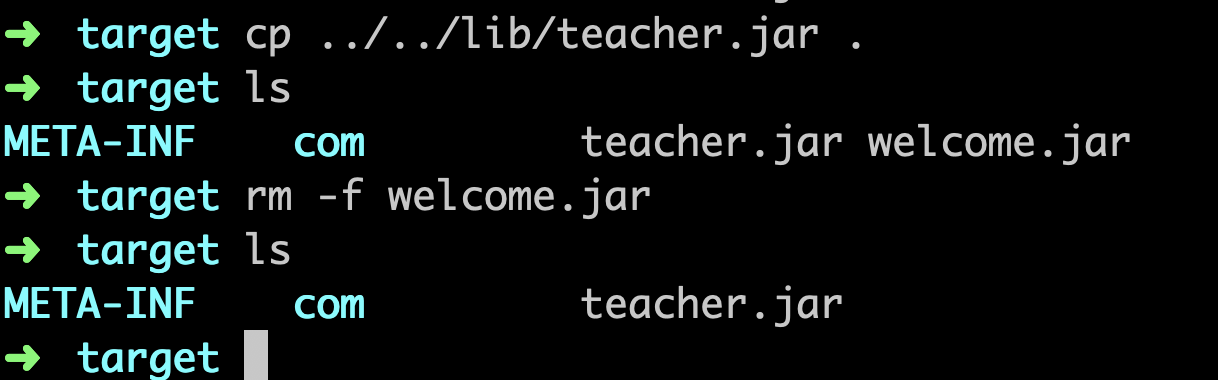 ➜ target cp ../../lib/teacher.jar .
➜ target ls
META-INF com teacher.jar welcome.jar
➜ target rm -f welcome.jar
➜ target ls
META-INF com teacher.jar
➜ target